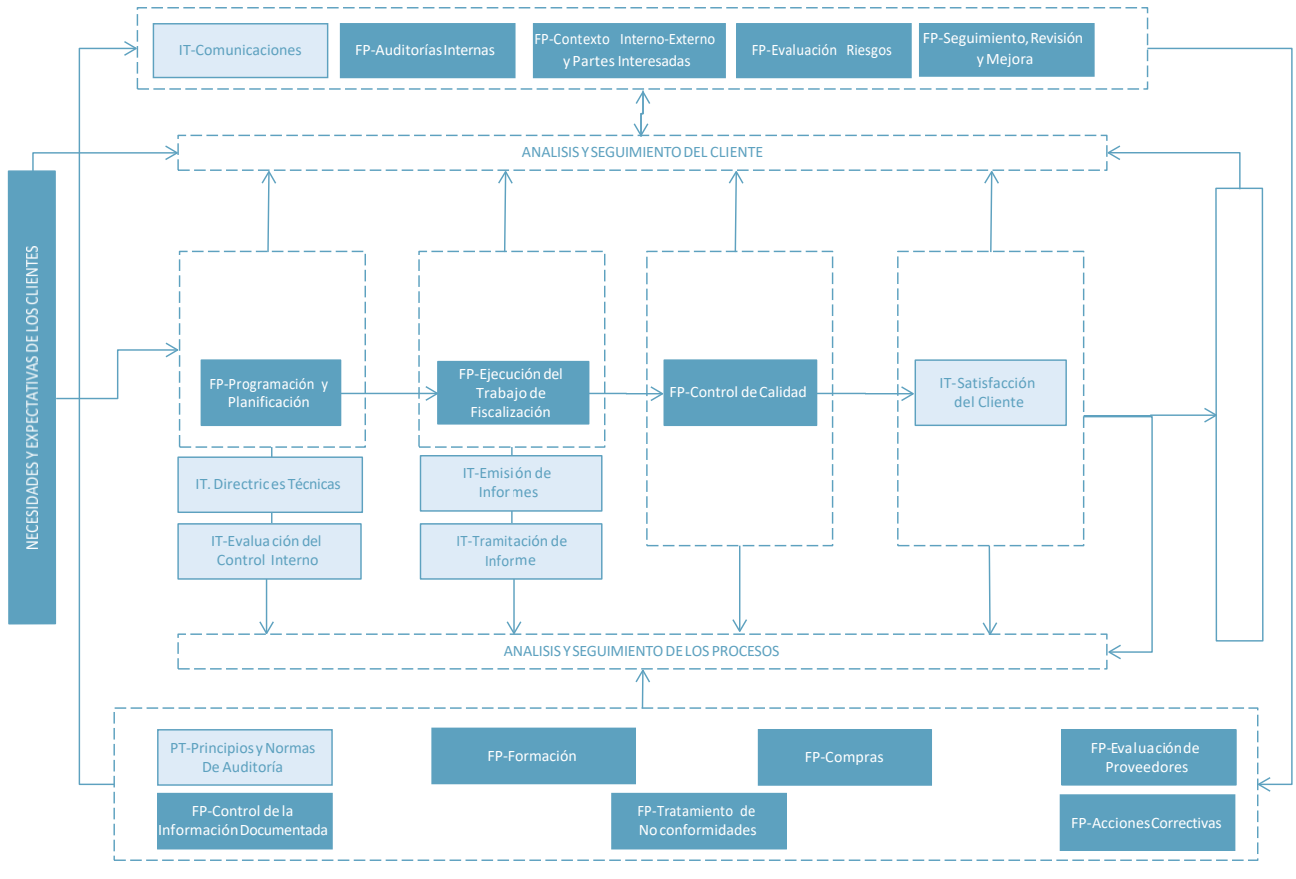 IT-Comunicaciones
FP-Auditorías Internas
FP-Contexto Interno-Externo
y Partes Interesadas
FP-Evaluación Riesgos
FP-Seguimiento, Revisión
y Mejora
ANALISIS Y SEGUIMIENTO DEL CLIENTE
NECESIDADES Y EXPECTATIVAS DE LOS CLIENTES
FP-Programación y
Planificación
FP-Ejecución del
Trabajo de
Fiscalización
FP-Control de Calidad
IT-Satisfacción
del Cliente
IT. Directrices Técnicas
IT-Evaluación del
Control Interno
IT-Emisión de
Informes
IT-Tramitación de
Informe
ANALISIS Y SEGUIMIENTO DE LOS PROCESOS
PT-Principios y Normas
De Auditoría
FP-Formación
FP-Compras
FP-Evaluación de
Proveedores
FP-Control de la
Información Documentada
FP-Tratamiento de
No conformidades
FP-Acciones Correctivas